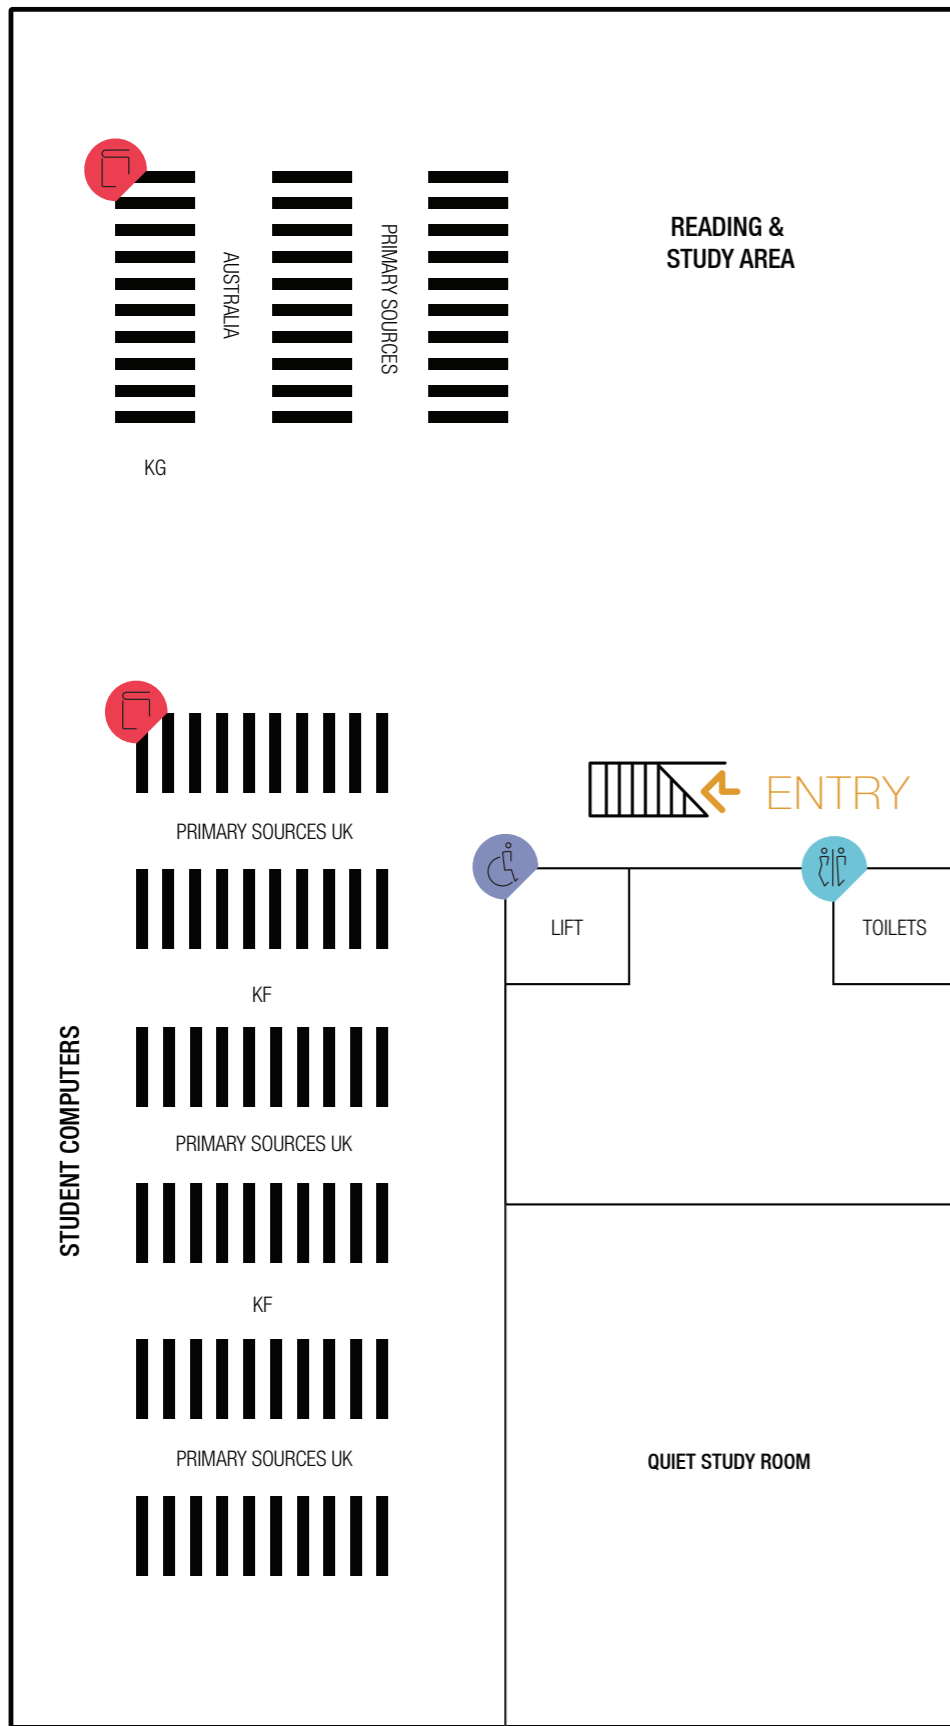 READING &
STUDY AREA
AUSTRALIA
PRIMARY SOURCES
KG
ENTRY
PRIMARY SOURCES UK
LIFT
TOILETS
KF
STUDENT COMPUTERS
PRIMARY SOURCES UK
KF
PRIMARY SOURCES UK
QUIET STUDY ROOM